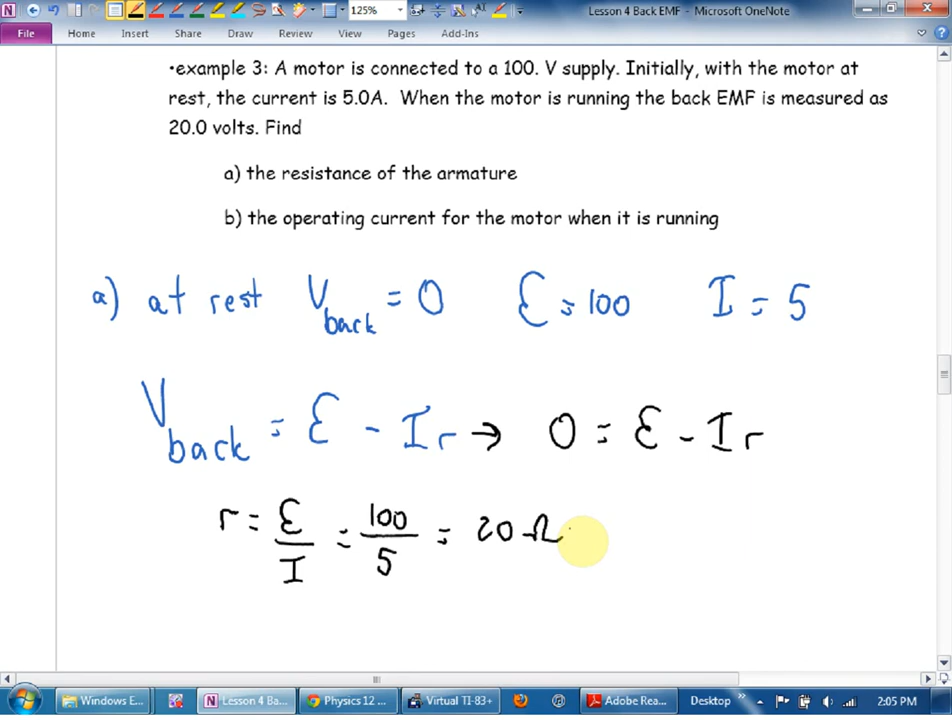 125%
Lesson 4 Back EMF - Microsoft OneNote
File Home Insert Share Draw Review View Pages Add-Ins
•example 3: A motor is connected to a 100. V supply. Initially, with the motor at
rest, the current is 5.0A. When the motor is running the back EMF is measured as
20.0 volts. Find
a) the resistance of the armature
b) the operating current for the motor when it is running
a) at rest V back = 0 Ɛ = 100 I = 5
V back = Ɛ - Ir → 0 = Ɛ - Ir
r = Ɛ/I = 100/5 = 20 Ω
Windows E... Lesson 4 Ba... Physics 12 ... Virtual TI-83+ Adobe Rea... Desktop » 2:05 PM